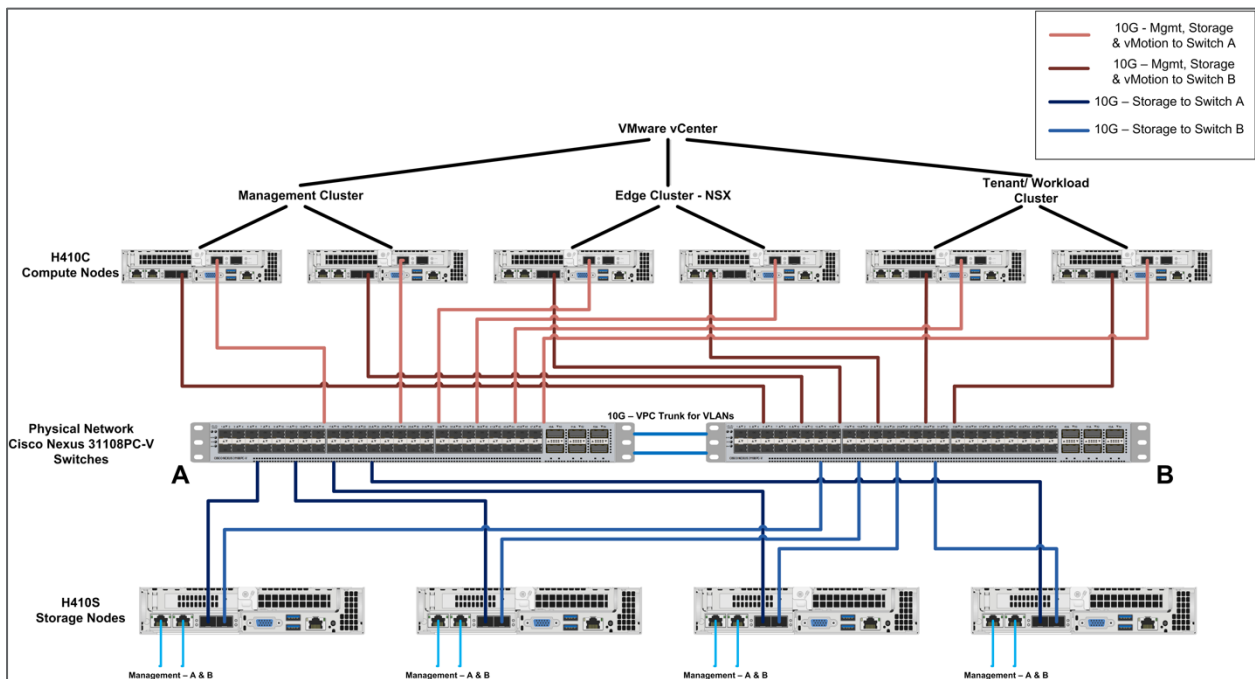 10G - Mgmt, Storage
& vMotion to Switch A
10G – Mgmt, Storage
& vMotion to Switch B
10G – Storage to Switch A
10G – Storage to Switch B
VMware vCenter
Management Cluster
Edge Cluster - NSX
Tenant/ Workload
Cluster
H410C
Compute Nodes
10G – VPC Trunk for VLANs
Physical Network
Cisco Nexus 31108PC-V
Switches
A
B
H410S
Storage Nodes
Management – A & B
Management – A & B
Management – A & B
Management – A & B